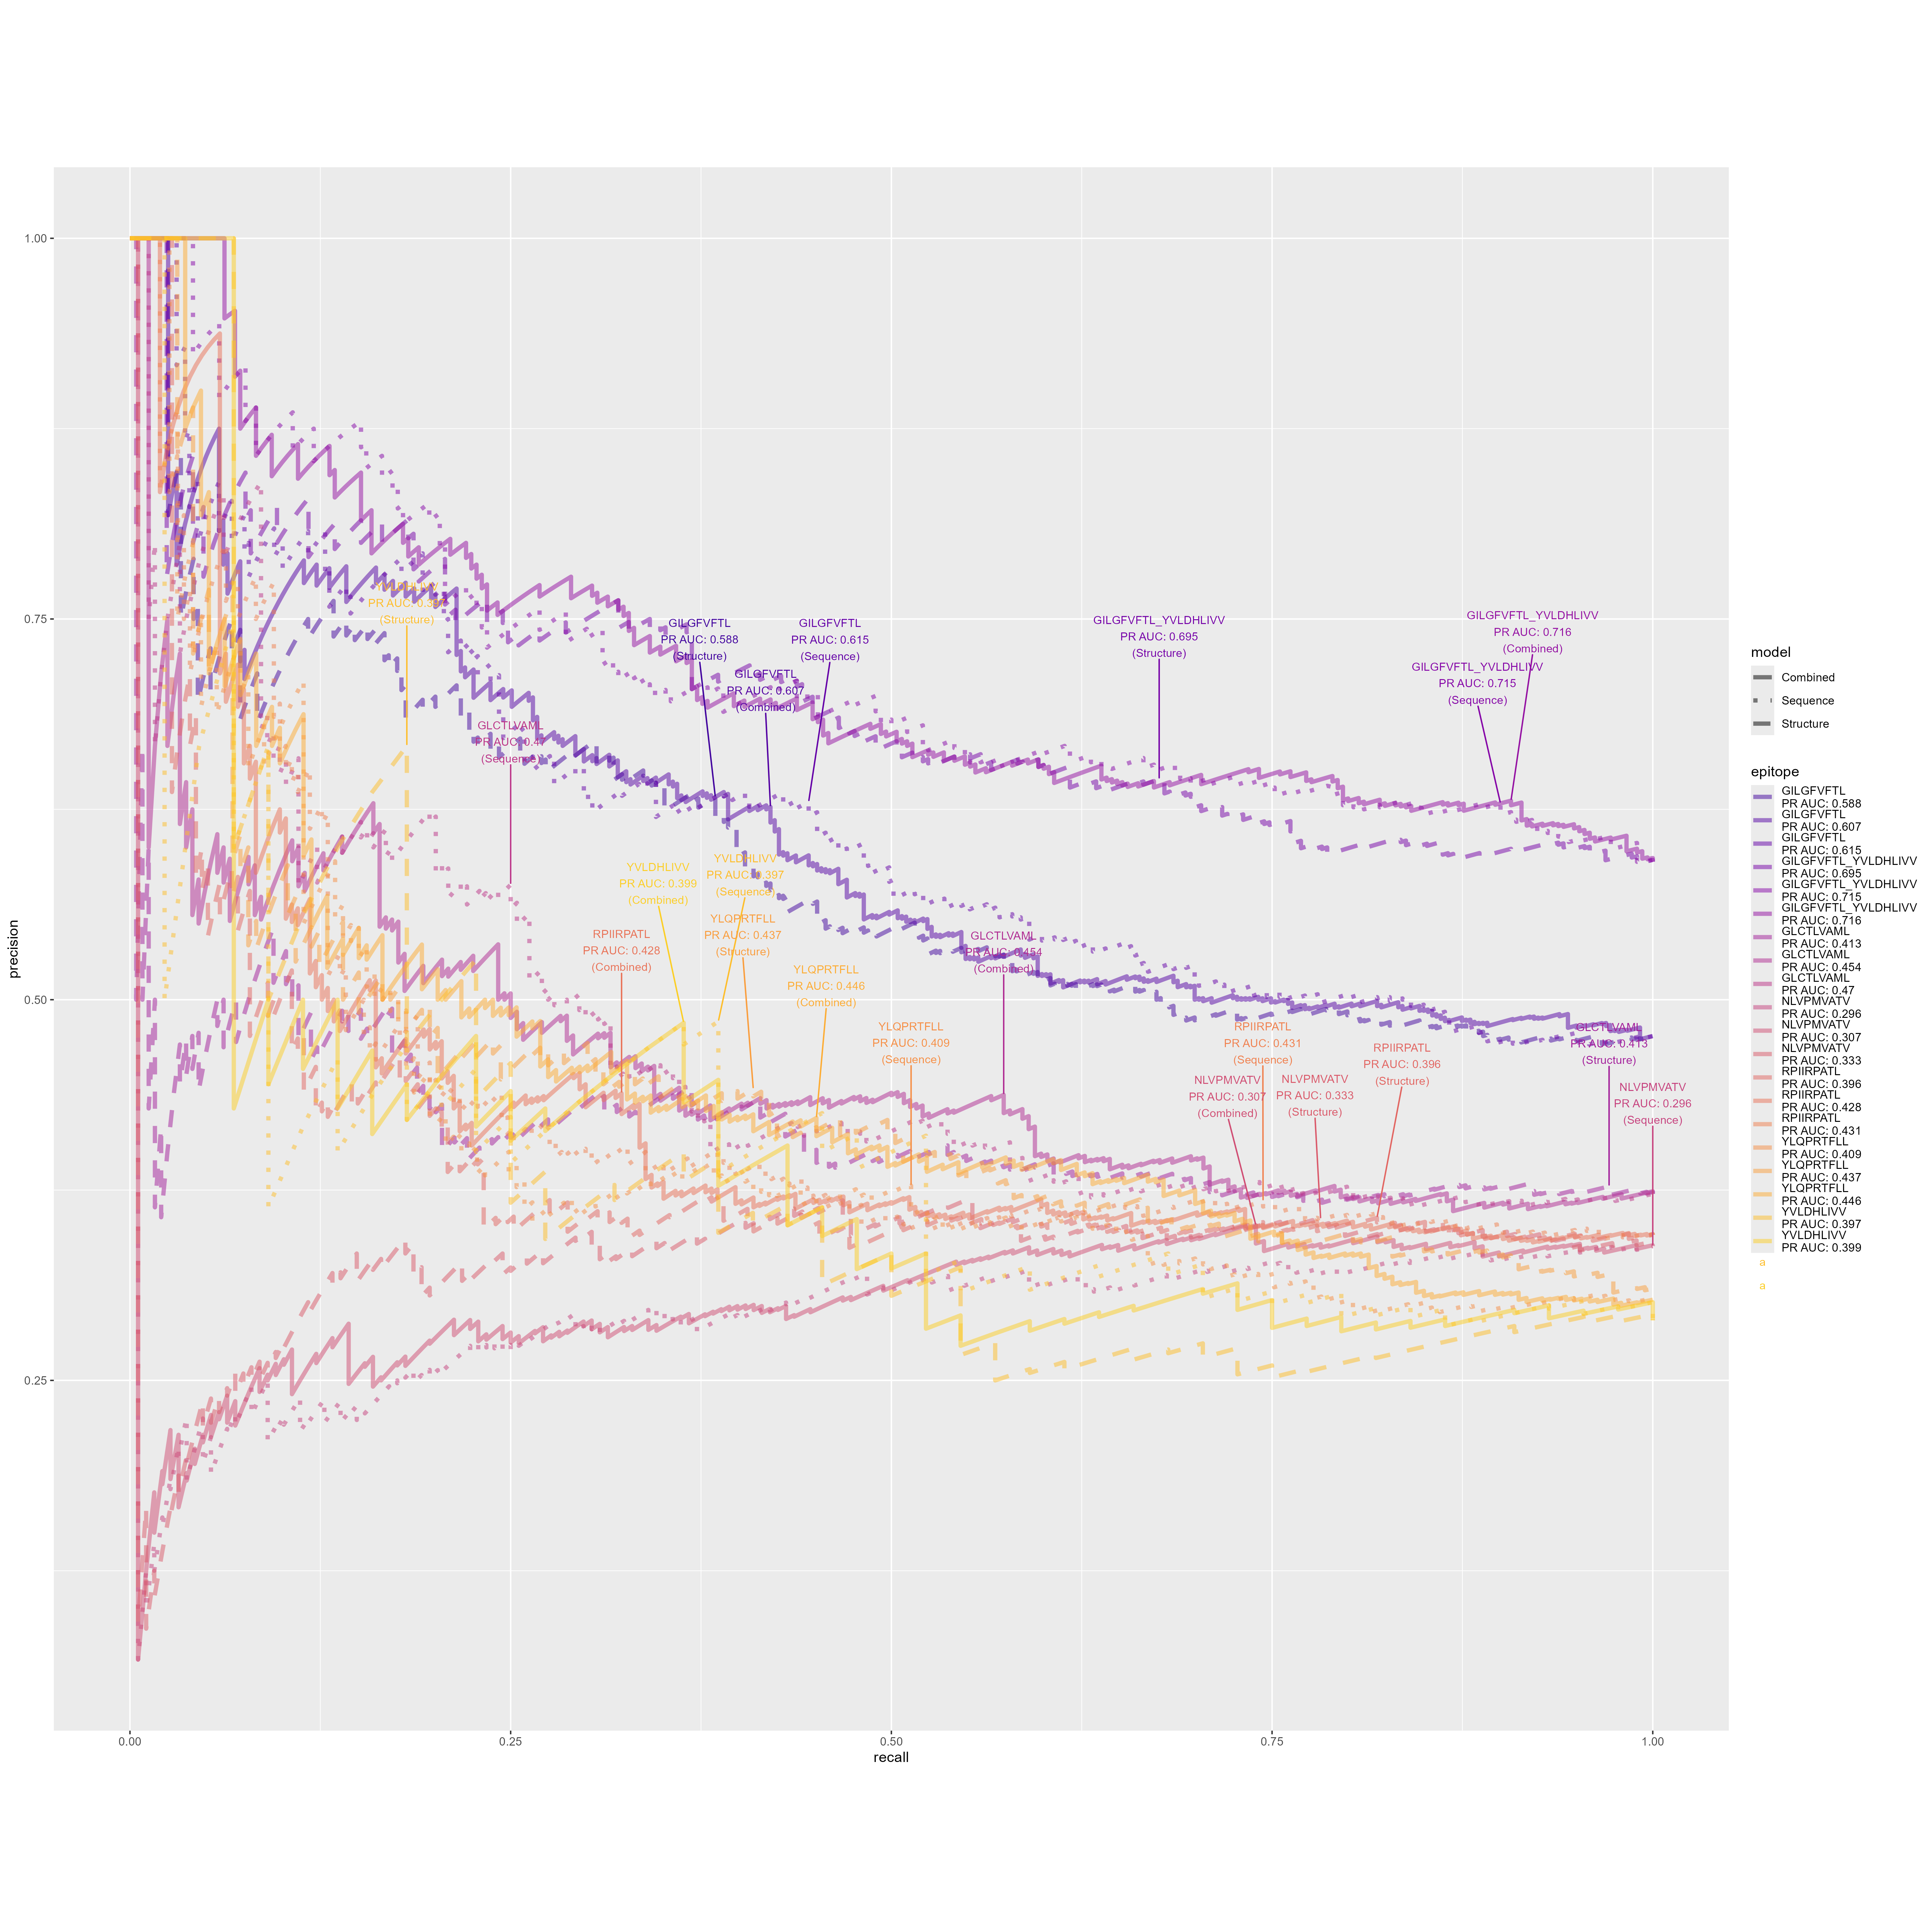 1.00
0.75
0.50
0.25
precision
0.00
0.25
0.50
0.75
1.00
recall
PR AUC:
(Structure)
GILGFVFTL
PR AUC: 0.588
(Structure)
GILGFVFTL
PR AUC: 0.615
(Sequence)
GILGFVFTL
PR AUC: 0.607
(Combined)
GILGFVFTL_YVLDHLIVV
PR AUC: 0.695
(Structure)
GILGFVFTL_YVLDHLIVV
PR AUC: 0.716
(Combined)
GILGFVFTL_YVLDHLIVV
PR AUC: 0.715
(Sequence)
GLCTLVAML
PR AUC: 0.47
(Sequence)
YVLDHLIVV
PR AUC: 0.399
(Combined)
YVLDHLIVV
PR AUC: 0.397
(Sequence)
RPIIRPATL
PR AUC: 0.428
(Combined)
YLQPRTFLL
PR AUC: 0.437
(Structure)
YLQPRTFLL
PR AUC: 0.446
(Combined)
GLCTLVAML
PR AUC: 0.454
(Combined)
YLQPRTFLL
PR AUC: 0.409
(Sequence)
RPIIRPATL
PR AUC: 0.431
(Sequence)
RPIIRPATL
PR AUC: 0.396
(Structure)
GLCTLVAML
PR AUC: 0.413
(Structure)
NLVPMVATV
PR AUC: 0.307
(Combined)
NLVPMVATV
PR AUC: 0.333
(Structure)
NLVPMVATV
PR AUC: 0.296
(Sequence)
model
Combined
Sequence
Structure
epitope
GILGFVFTL
PR AUC: 0.588
GILGFVFTL
PR AUC: 0.607
GILGFVFTL
PR AUC: 0.615
GILGFVFTL_YVLDHLIVV
PR AUC: 0.695
GILGFVFTL_YVLDHLIVV
PR AUC: 0.715
GILGFVFTL_YVLDHLIVV
PR AUC: 0.716
GLCTLVAML
PR AUC: 0.413
GLCTLVAML
PR AUC: 0.454
GLCTLVAML
PR AUC: 0.47
NLVPMVATV
PR AUC: 0.296
NLVPMVATV
PR AUC: 0.307
NLVPMVATV
PR AUC: 0.333
RPIIRPATL
PR AUC: 0.396
RPIIRPATL
PR AUC: 0.428
RPIIRPATL
PR AUC: 0.431
YLQPRTFLL
PR AUC: 0.409
YLQPRTFLL
PR AUC: 0.437
YLQPRTFLL
PR AUC: 0.446
YVLDHLIVV
PR AUC: 0.397
YVLDHLIVV
PR AUC: 0.399
a
a